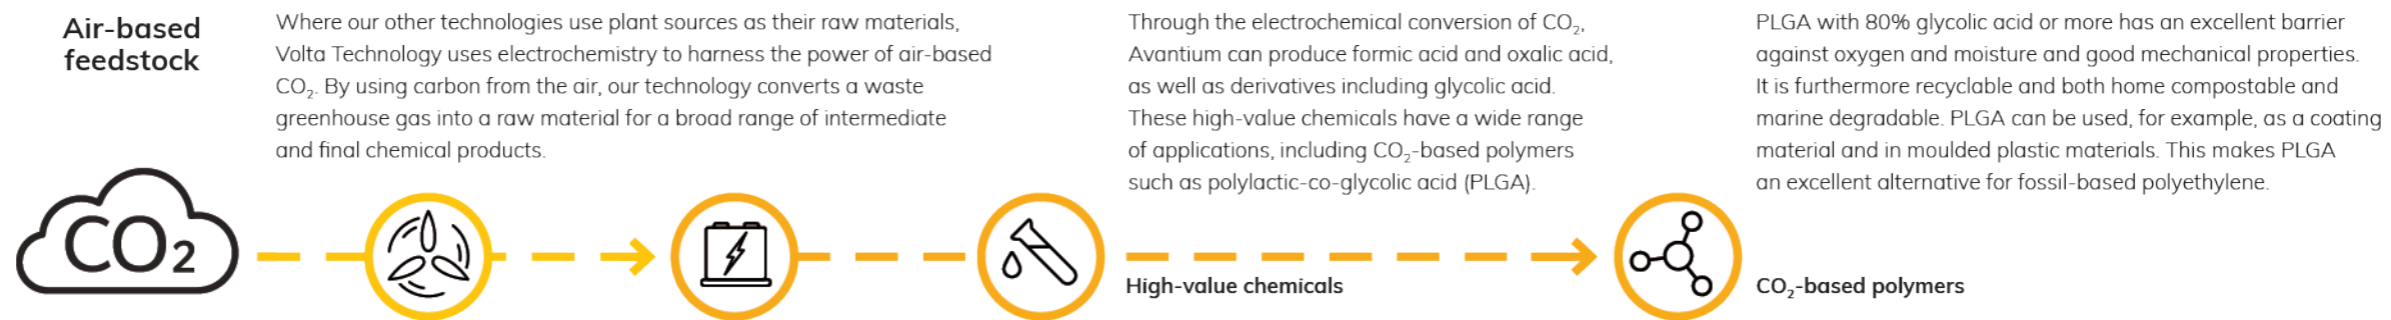 Air-based
feedstock
Where our other technologies use plant sources as their raw materials,
Volta Technology uses electrochemistry to harness the power of air-based
CO₂. By using carbon from the air, our technology converts a waste
greenhouse gas into a raw material for a broad range of intermediate
and final chemical products.
Through the electrochemical conversion of CO₂,
Avantium can produce formic acid and oxalic acid,
as well as derivatives including glycolic acid.
These high-value chemicals have a wide range
of applications, including CO₂-based polymers
such as polylactic-co-glycolic acid (PLGA).
PLGA with 80% glycolic acid or more has an excellent barrier
against oxygen and moisture and good mechanical properties.
It is furthermore recyclable and both home compostable and
marine degradable. PLGA can be used, for example, as a coating
material and in moulded plastic materials. This makes PLGA
an excellent alternative for fossil-based polyethylene.
CO₂
High-value chemicals
CO₂-based polymers